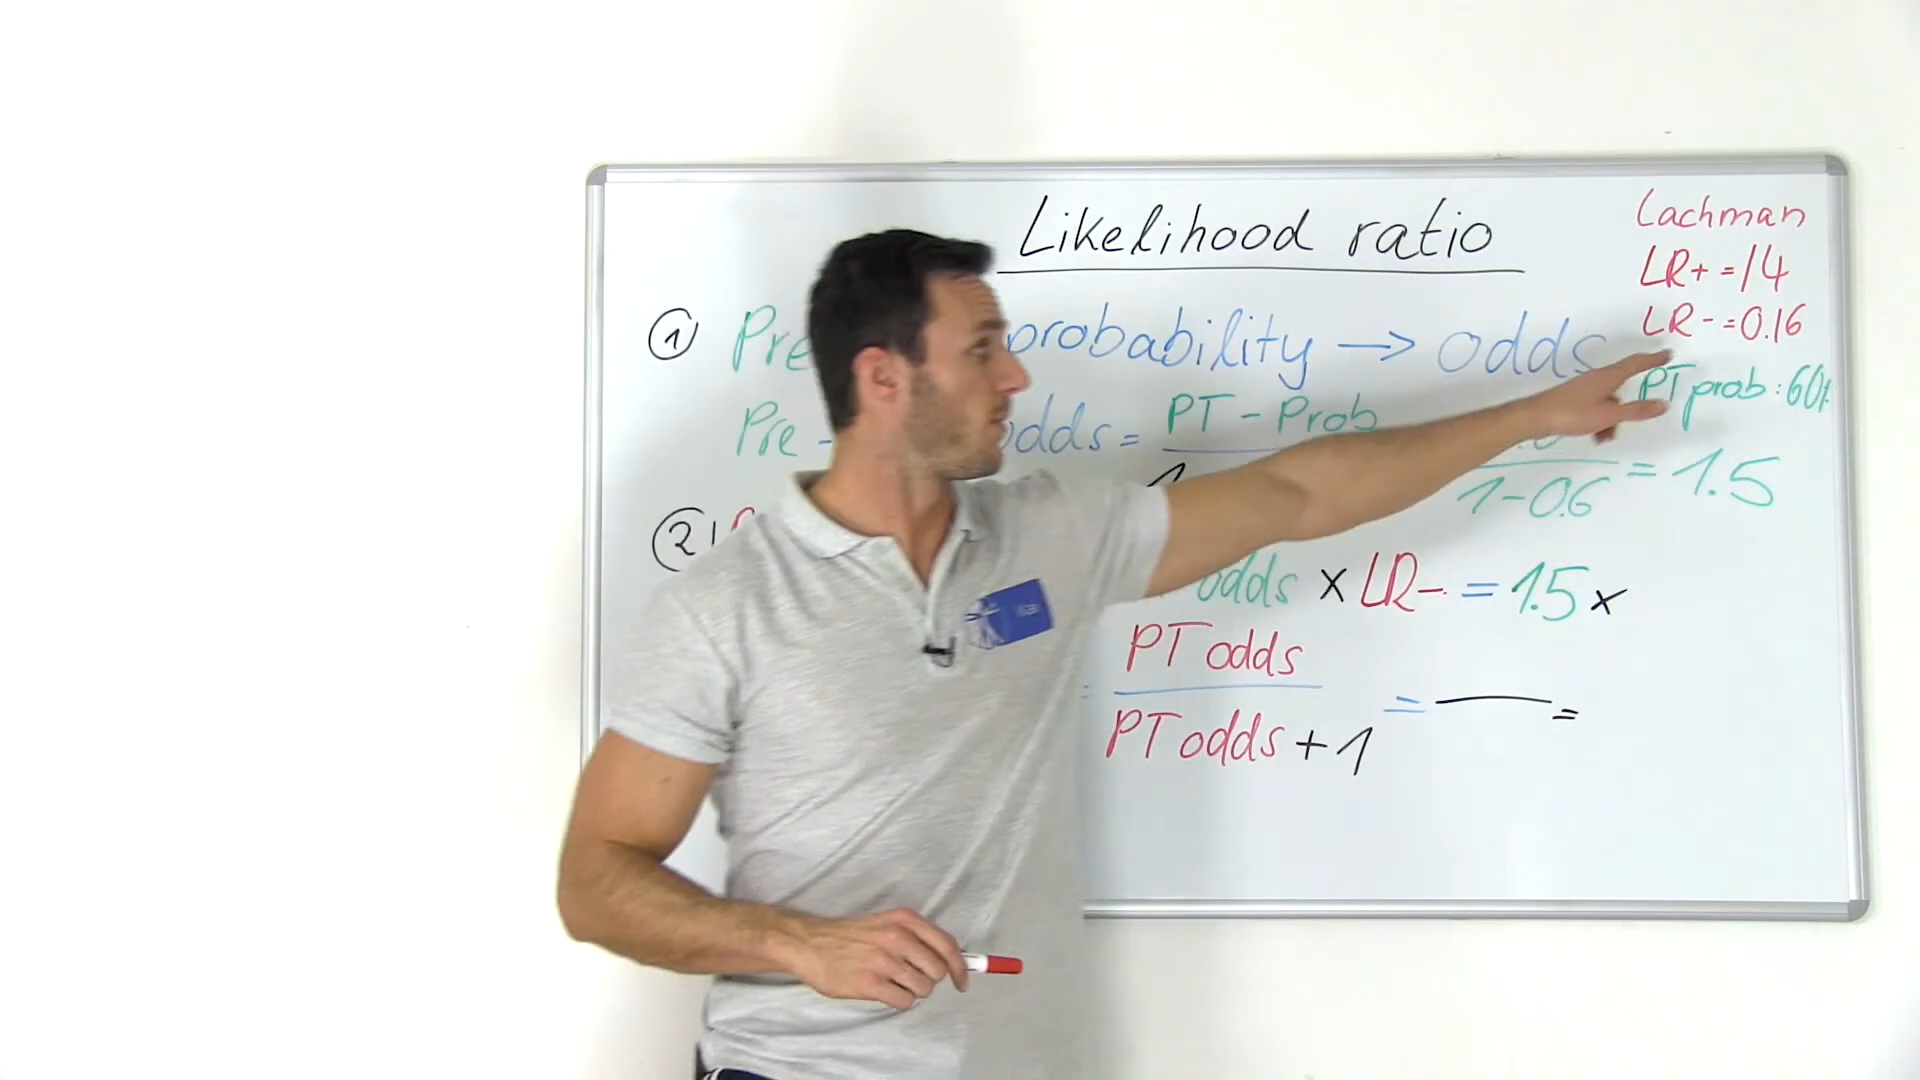 Likelihood ratio
Lachman
LR+ = 14
LR- = 0.16
PT prob: 60%
① Pre probability → odds
Pre - odds = PT - Prob
1 - 0.6 = 1.5
② odds × LR- = 1.5 ×
PT odds
PT odds + 1 = =